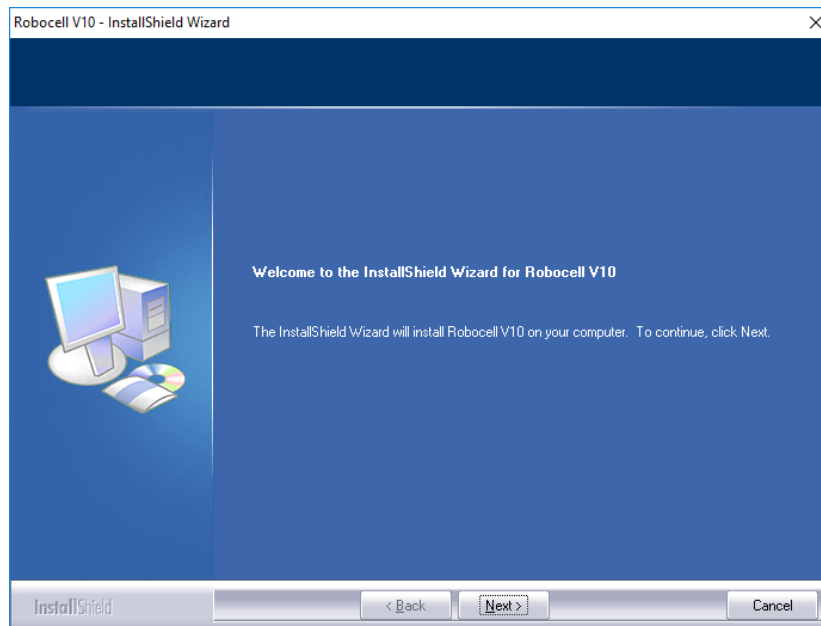 Robocell V10 - InstallShield Wizard
Welcome to the InstallShield Wizard for Robocell V10
The InstallShield Wizard will install Robocell V10 on your computer. To continue, click Next.
InstallShield
< Back
Next >
Cancel